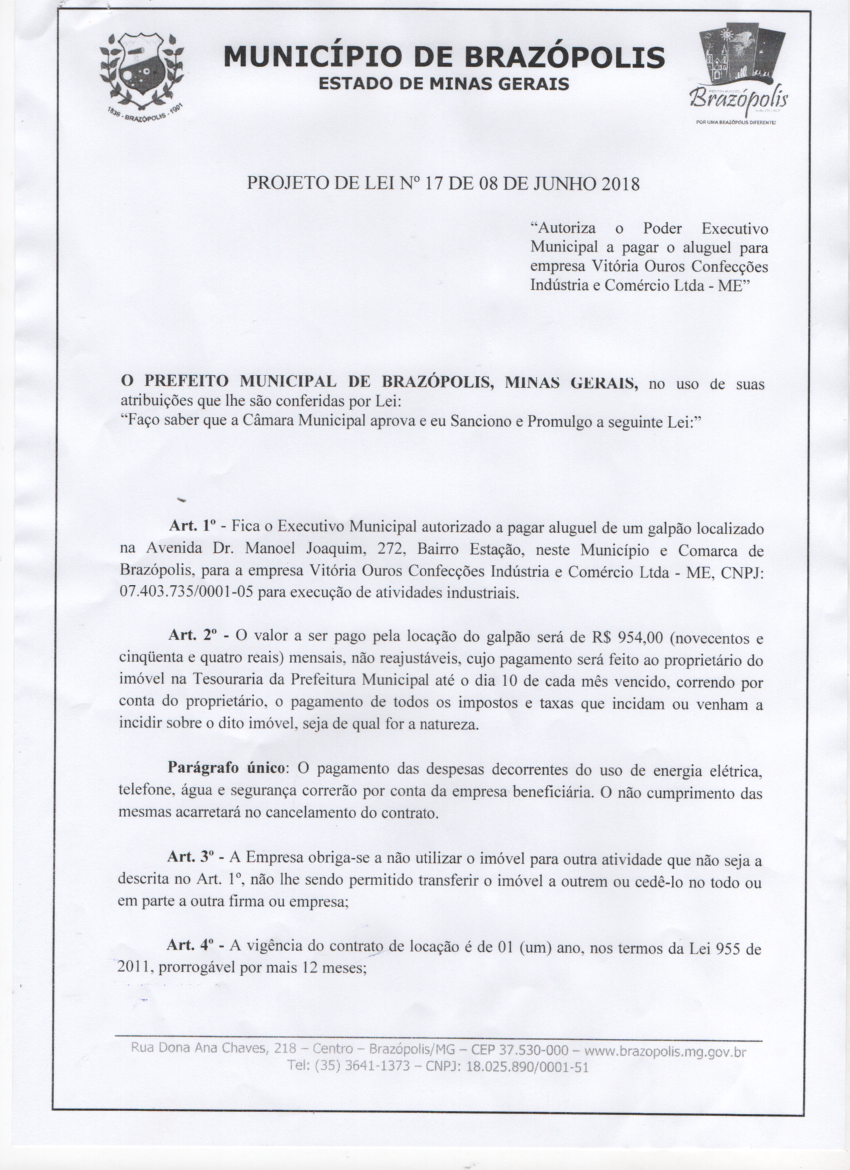 MUNICÍPIO DE BRAZÓPOLIS
ESTADO DE MINAS GERAIS
1839 - BRAZÓPOLIS - 1901
Brazópolis
POR UMA BRAZÓPOLIS DIFERENTE!
PROJETO DE LEI Nº 17 DE 08 DE JUNHO 2018
“Autoriza o Poder Executivo
Municipal a pagar o aluguel para
empresa Vitória Ouros Confecções
Indústria e Comércio Ltda - ME”
O PREFEITO MUNICIPAL DE BRAZÓPOLIS, MINAS GERAIS, no uso de suas
atribuições que lhe são conferidas por Lei:
“Faço saber que a Câmara Municipal aprova e eu Sanciono e Promulgo a seguinte Lei:”
Art. 1º - Fica o Executivo Municipal autorizado a pagar aluguel de um galpão localizado
na Avenida Dr. Manoel Joaquim, 272, Bairro Estação, neste Município e Comarca de
Brazópolis, para a empresa Vitória Ouros Confecções Indústria e Comércio Ltda - ME, CNPJ:
07.403.735/0001-05 para execução de atividades industriais.
Art. 2º - O valor a ser pago pela locação do galpão será de R$ 954,00 (novecentos e
cinqüenta e quatro reais) mensais, não reajustáveis, cujo pagamento será feito ao proprietário do
imóvel na Tesouraria da Prefeitura Municipal até o dia 10 de cada mês vencido, correndo por
conta do proprietário, o pagamento de todos os impostos e taxas que incidam ou venham a
incidir sobre o dito imóvel, seja de qual for a natureza.
Parágrafo único: O pagamento das despesas decorrentes do uso de energia elétrica,
telefone, água e segurança correrão por conta da empresa beneficiária. O não cumprimento das
mesmas acarretará no cancelamento do contrato.
Art. 3º - A Empresa obriga-se a não utilizar o imóvel para outra atividade que não seja a
descrita no Art. 1º, não lhe sendo permitido transferir o imóvel a outrem ou cedê-lo no todo ou
em parte a outra firma ou empresa;
Art. 4º - A vigência do contrato de locação é de 01 (um) ano, nos termos da Lei 955 de
2011, prorrogável por mais 12 meses;
Rua Dona Ana Chaves, 218 – Centro – Brazópolis/MG – CEP 37.530-000 – www.brazopolis.mg.gov.br
Tel: (35) 3641-1373 – CNPJ: 18.025.890/0001-51